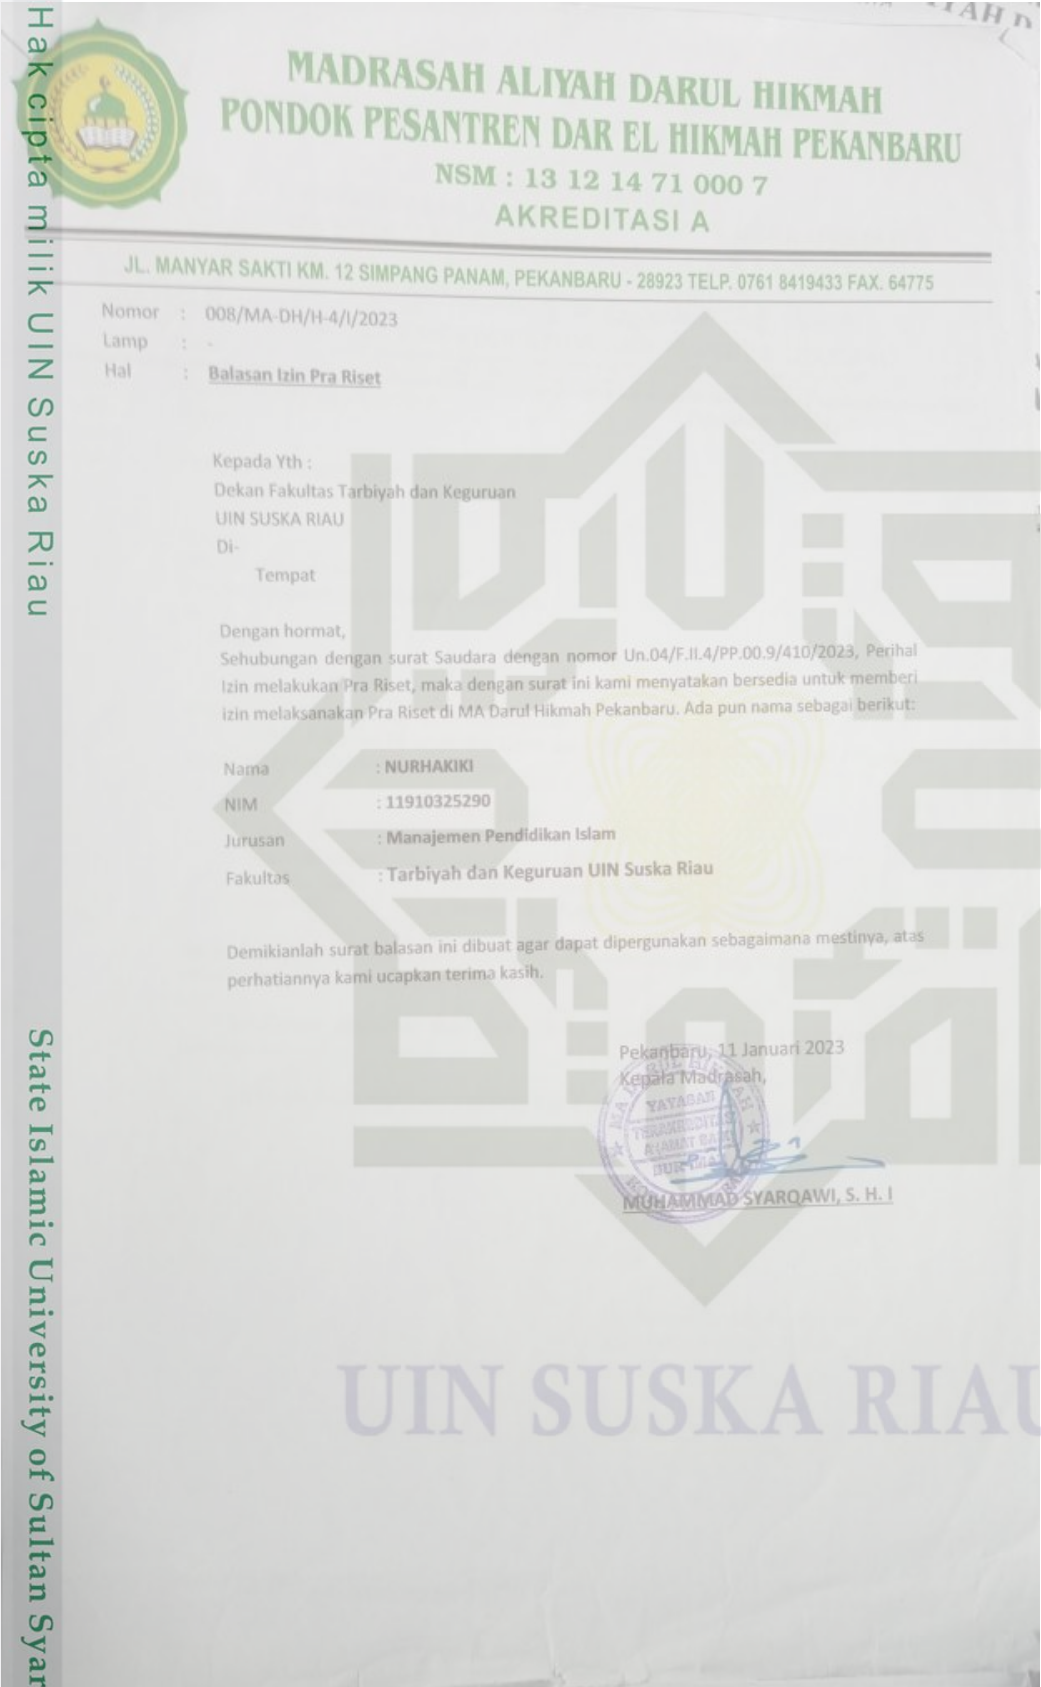 MADRASAH ALIYAH DARUL HIKMAH
PONDOK PESANTREN DAR EL HIKMAH PEKANBARU
NSM : 13 12 14 71 000 7
AKREDITASI A
JL. MANYAR SAKTI KM. 12 SIMPANG PANAM, PEKANBARU - 28923 TELP. 0761 8419433 FAX. 64775
Nomor : 008/MA-DH/H-4/I/2023
Lamp : -
Hal : Balasan Izin Pra Riset
Kepada Yth :
Dekan Fakultas Tarbiyah dan Keguruan
UIN SUSKA RIAU
Di-
Tempat
Dengan hormat,
Sehubungan dengan surat Saudara dengan nomor Un.04/F.II.4/PP.00.9/410/2023, Perihal
Izin melakukan Pra Riset, maka dengan surat ini kami menyatakan bersedia untuk memberi
izin melaksanakan Pra Riset di MA Darul Hikmah Pekanbaru. Ada pun nama sebagai berikut:
Nama : NURHAKIKI
NIM : 11910325290
Jurusan : Manajemen Pendidikan Islam
Fakultas : Tarbiyah dan Keguruan UIN Suska Riau
Demikianlah surat balasan ini dibuat agar dapat dipergunakan sebagaimana mestinya, atas
perhatiannya kami ucapkan terima kasih.
Pekanbaru, 11 Januari 2023
Kepala Madrasah,
YAYASAN
MUHAMMAD SYARQAWI, S. H. I
UIN SUSKA RIAU
Hak cipta milik UIN Suska Riau
State Islamic University of Sultan Syar